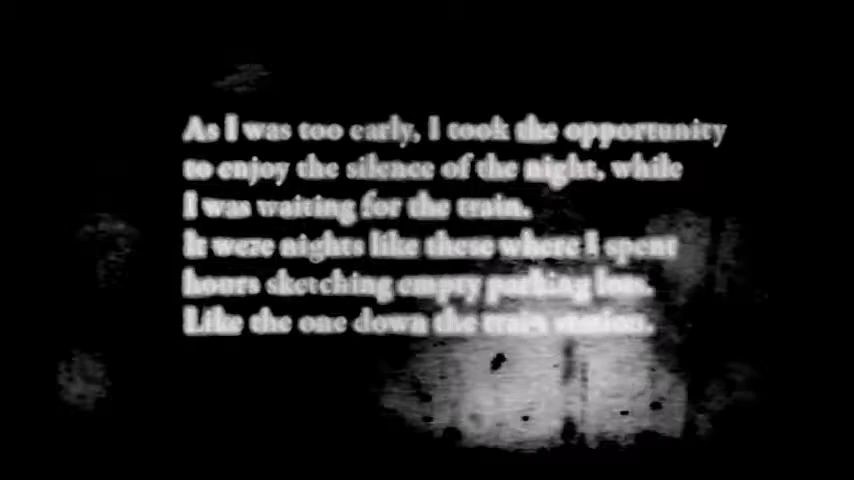 As I was too early, I took the opportunity
to enjoy the silence of the night, while
I was waiting for the train.
It were nights like these where I spent
hours sketching empty parking lots.
Like the one down the train station.